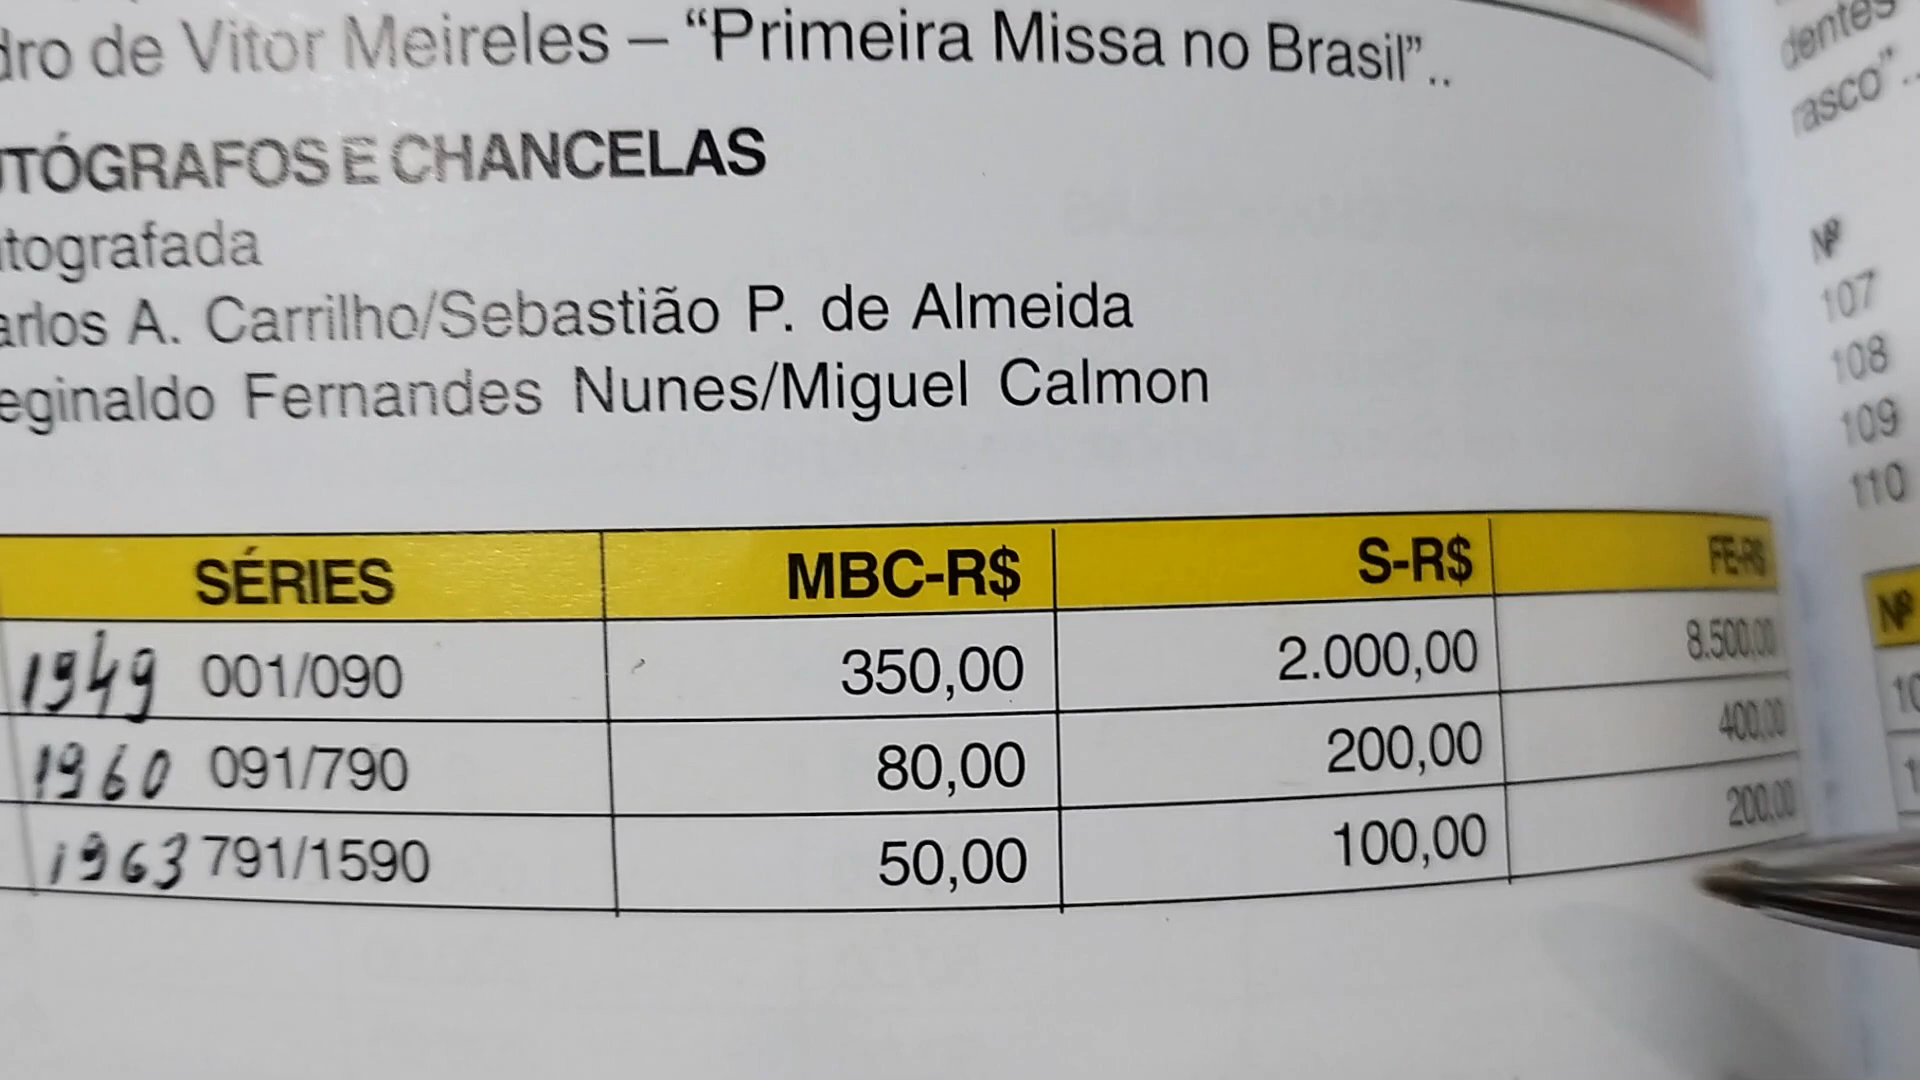 dro de Vitor Meireles – “Primeira Missa no Brasil”..
TÓGRAFOS E CHANCELAS
tografada
arlos A. Carrilho/Sebastião P. de Almeida
eginaldo Fernandes Nunes/Miguel Calmon
SÉRIES MBC-R$ S-R$ FE-R$
1949 001/090 350,00 2.000,00 8.500,00
1960 091/790 80,00 200,00 400,00
1963 791/1590 50,00 100,00 200,00
dentes
rasco”..
Nº
107
108
109
110
Nº
10
1